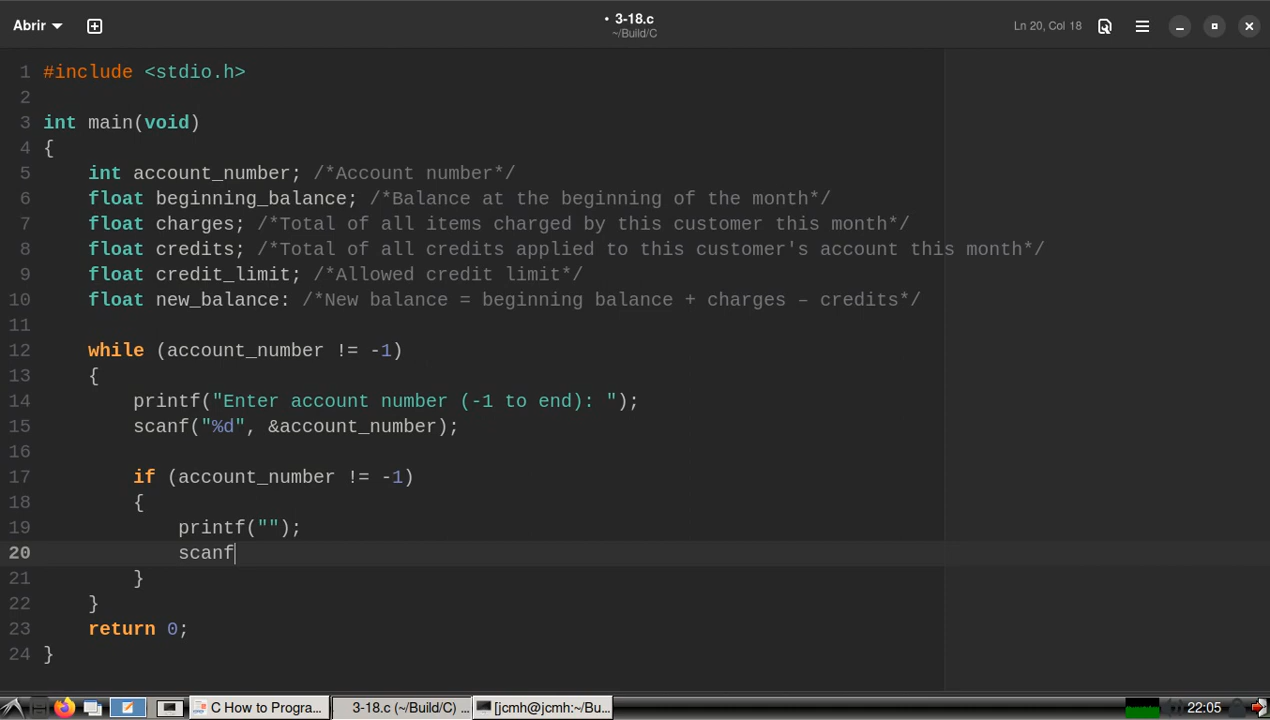 Abrir
3-18.c
~/Build/C
Ln 20, Col 18
1 #include <stdio.h>
2
3 int main(void)
4 {
5 int account_number; /*Account number*/
6 float beginning_balance; /*Balance at the beginning of the month*/
7 float charges; /*Total of all items charged by this customer this month*/
8 float credits; /*Total of all credits applied to this customer's account this month*/
9 float credit_limit; /*Allowed credit limit*/
10 float new_balance: /*New balance = beginning balance + charges – credits*/
11
12 while (account_number != -1)
13 {
14 printf("Enter account number (-1 to end): ");
15 scanf("%d", &account_number);
16
17 if (account_number != -1)
18 {
19 printf("");
20 scanf
21 }
22 }
23 return 0;
24 }
C How to Progra...
3-18.c (~/Build/C) ...
[jcmh@jcmh:~/Bu...
22:05